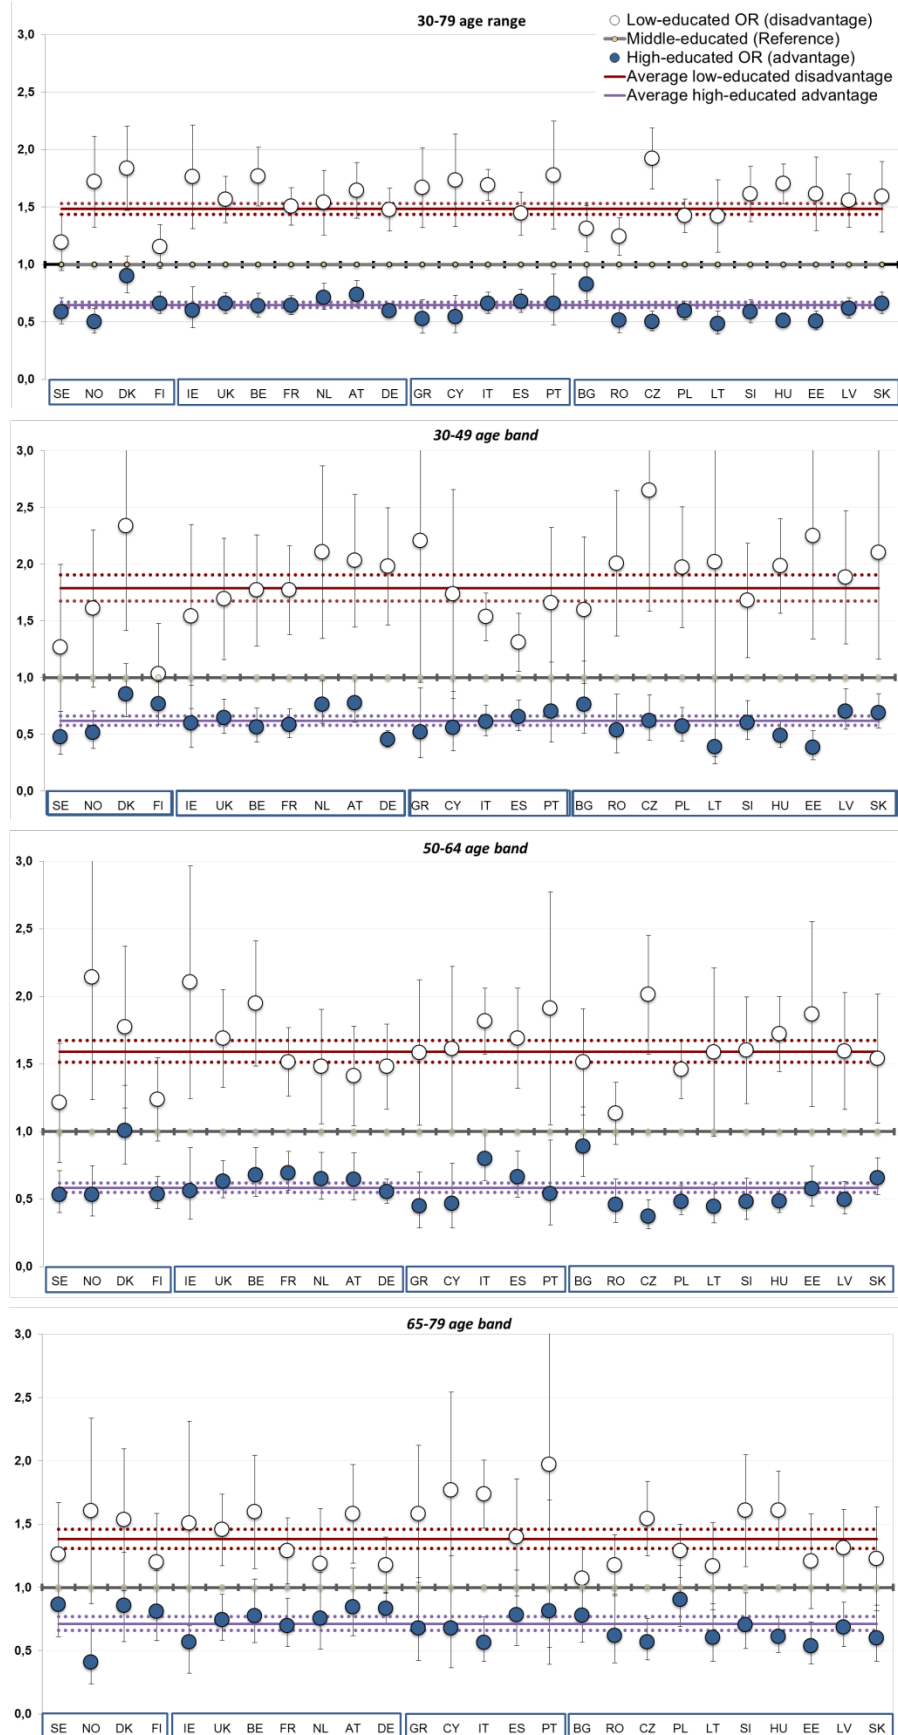 30-79 age range
Low-educated OR (disadvantage)
Middle-educated (Reference)
High-educated OR (advantage)
Average low-educated disadvantage
Average high-educated advantage
3,0
2,5
2,0
1,5
1,0
0,5
0,0
SE NO DK FI IE UK BE FR NL AT DE GR CY IT ES PT BG RO CZ PL LT SI HU EE LV SK
30-49 age band
3,0
2,5
2,0
1,5
1,0
0,5
0,0
SE NO DK FI IE UK BE FR NL AT DE GR CY IT ES PT BG RO CZ PL LT SI HU EE LV SK
50-64 age band
3,0
2,5
2,0
1,5
1,0
0,5
0,0
SE NO DK FI IE UK BE FR NL AT DE GR CY IT ES PT BG RO CZ PL LT SI HU EE LV SK
65-79 age band
3,0
2,5
2,0
1,5
1,0
0,5
0,0
SE NO DK FI IE UK BE FR NL AT DE GR CY IT ES PT BG RO CZ PL LT SI HU EE LV SK